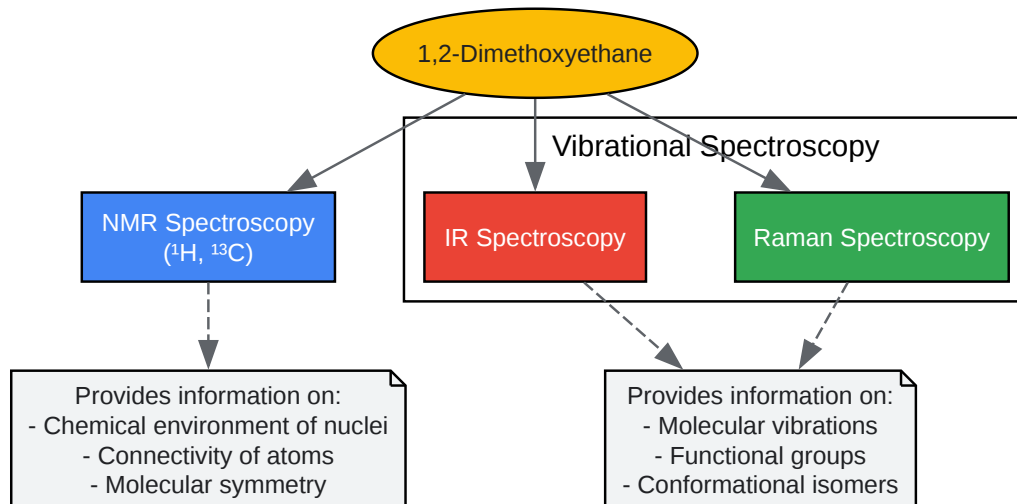 1,2-Dimethoxyethane
Vibrational Spectroscopy
NMR Spectroscopy
(¹H, ¹³C)
IR Spectroscopy
Raman Spectroscopy
Provides information on:
- Chemical environment of nuclei
- Connectivity of atoms
- Molecular symmetry
Provides information on:
- Molecular vibrations
- Functional groups
- Conformational isomers